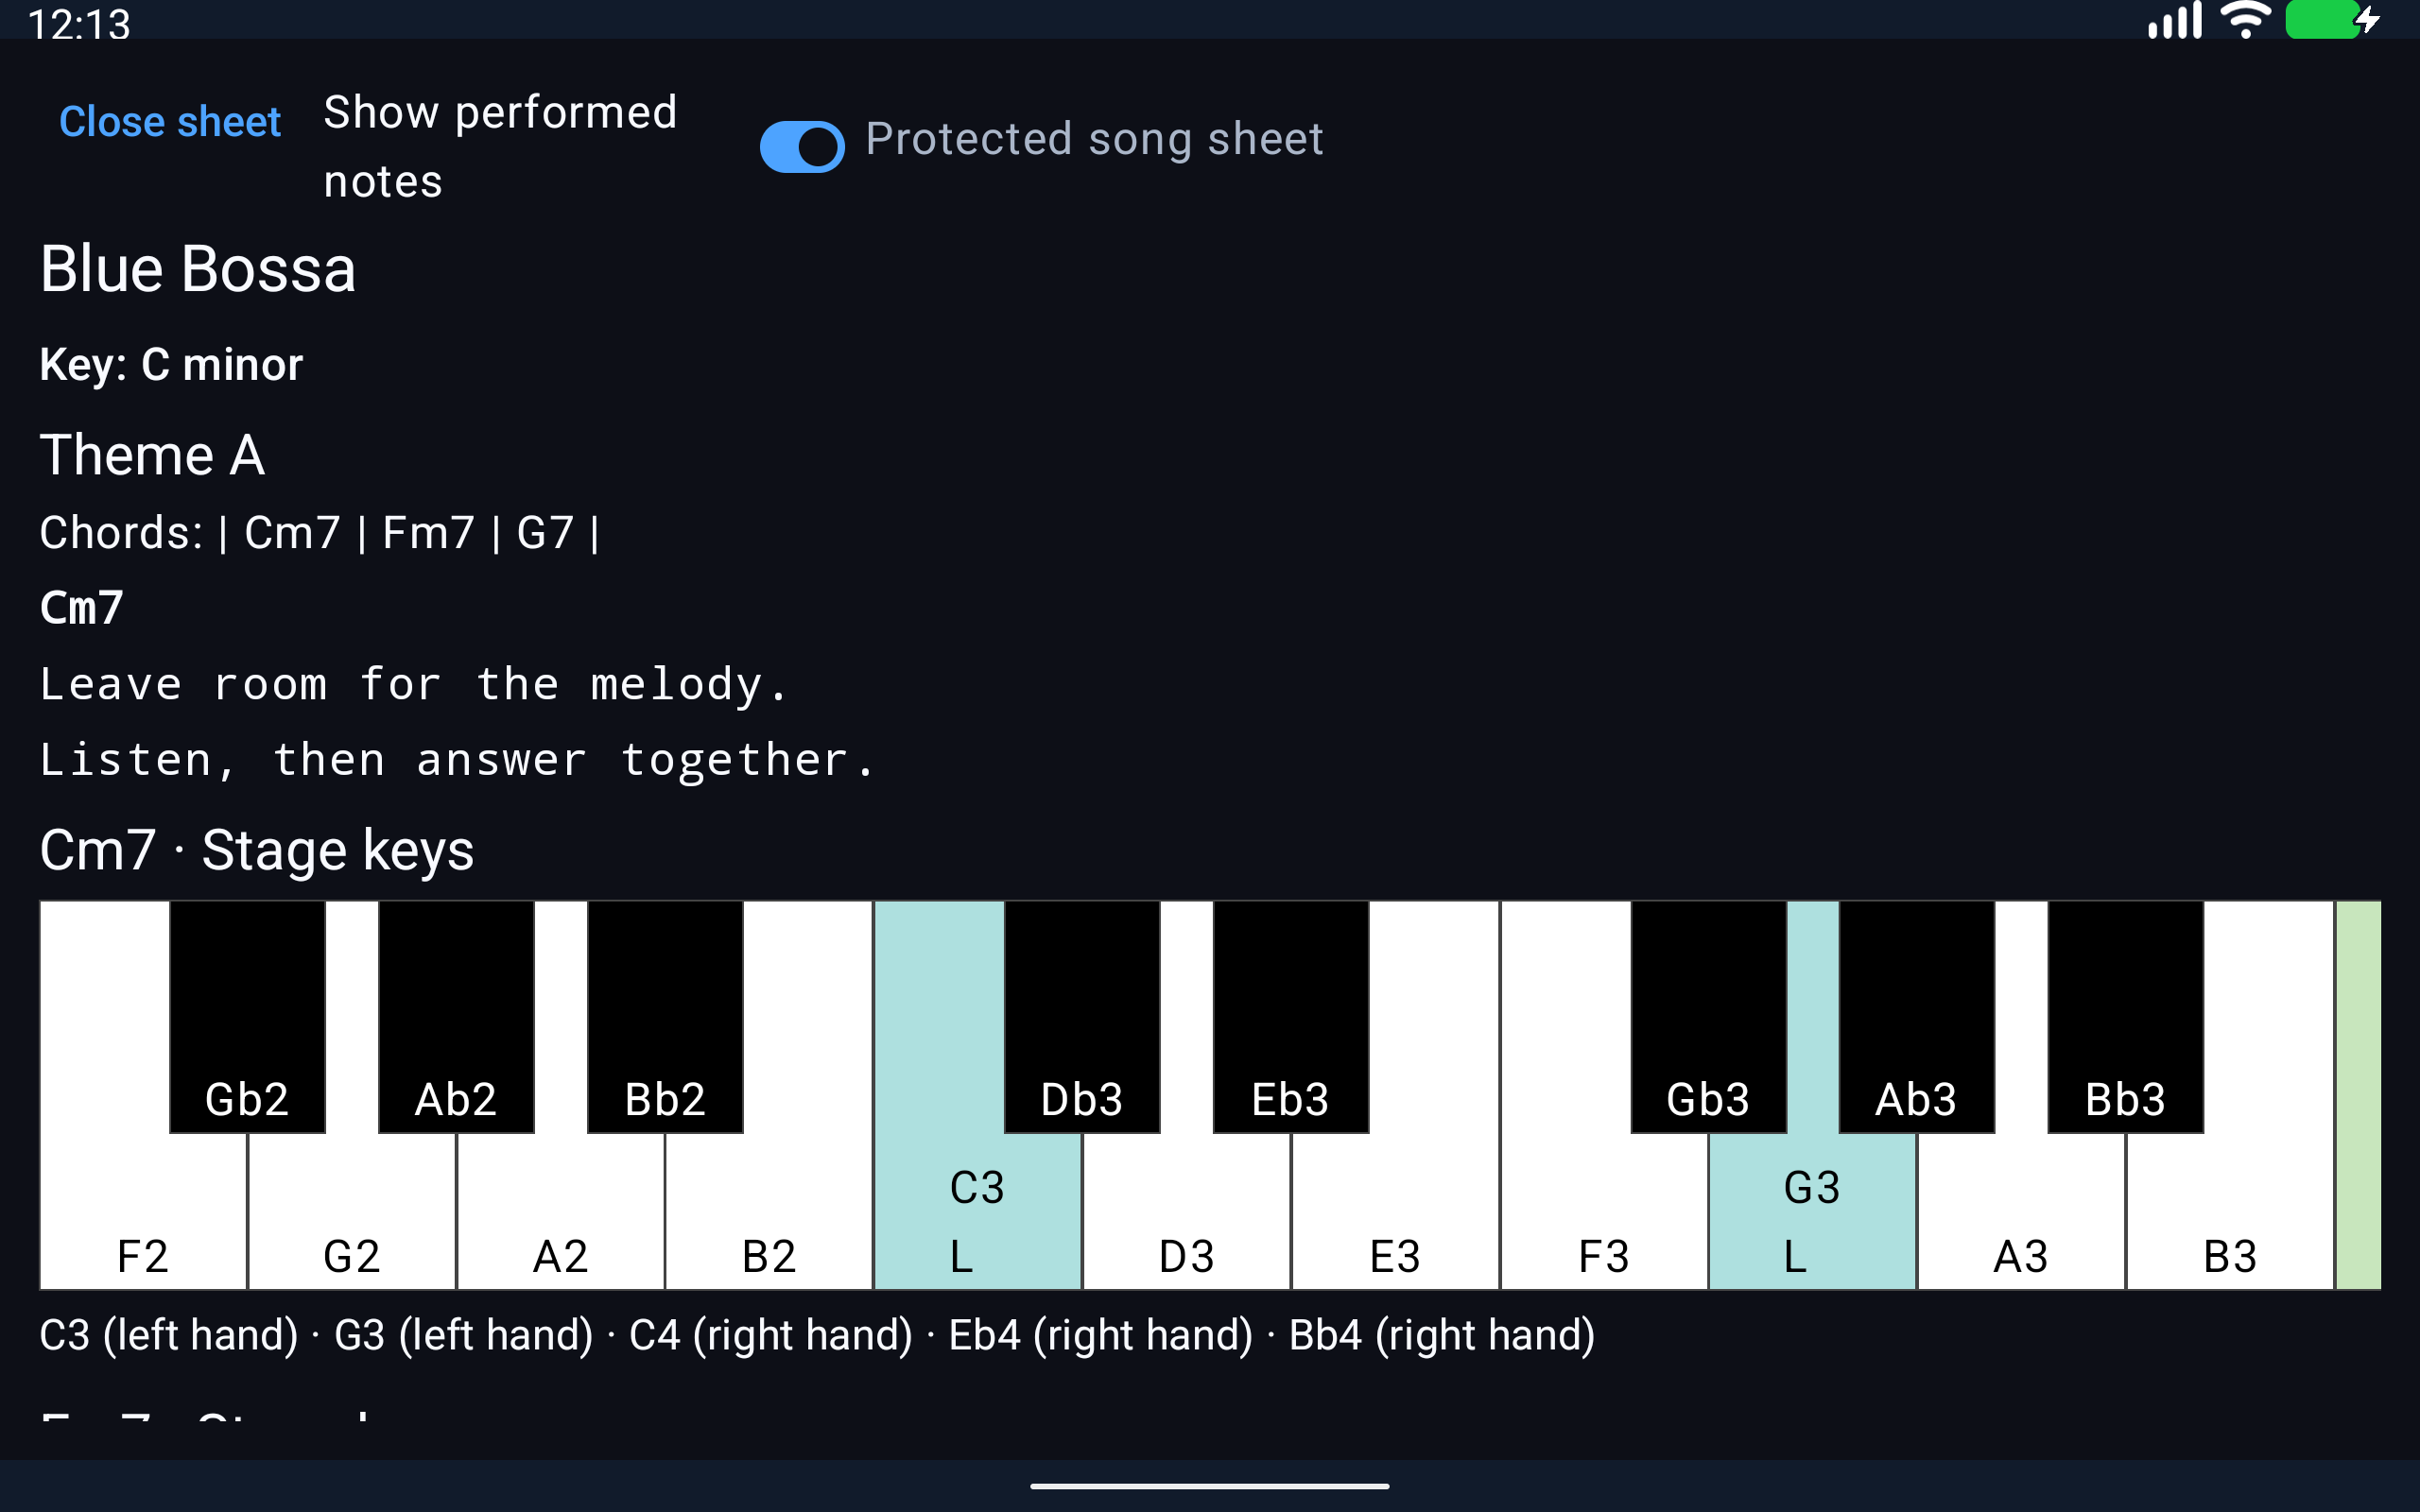 12:13
Close sheet
Show performed
notes
Protected song sheet
Blue Bossa
Key: C minor
Theme A
Chords: | Cm7 | Fm7 | G7 |
Cm7
Leave room for the melody.
Listen, then answer together.
Cm7 · Stage keys
Gb2 Ab2 Bb2 Db3 Eb3 Gb3 Ab3 Bb3
C3 G3
F2 G2 A2 B2 L D3 E3 F3 L A3 B3
C3 (left hand) · G3 (left hand) · C4 (right hand) · Eb4 (right hand) · Bb4 (right hand)